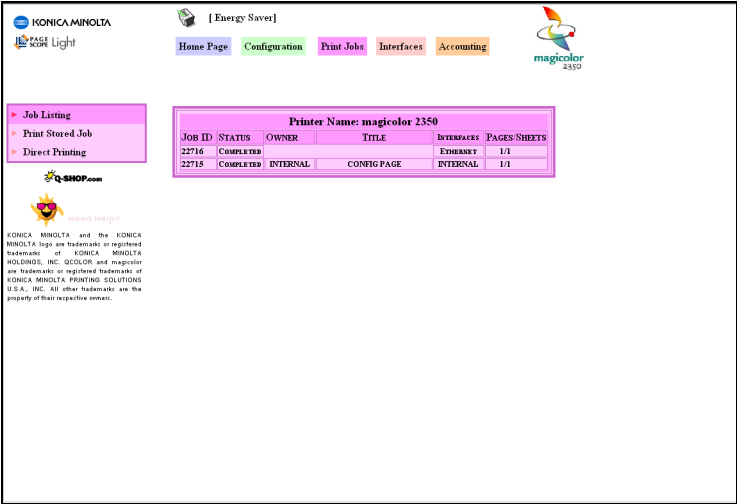 KONICA MINOLTA
PAGE SCOPE Light
[ Energy Saver]
Home Page Configuration Print Jobs Interfaces Accounting
magicolor
2350
Job Listing
Print Stored Job
Direct Printing
Q-SHOP.com
Need Help?
KONICA MINOLTA and the KONICA
MINOLTA logo are trademarks or registered
trademarks of KONICA MINOLTA
HOLDINGS, INC. QCOLOR and magicolor
are trademarks or registered trademarks of
KONICA MINOLTA PRINTING SOLUTIONS
U.S.A., INC. All other trademarks are the
property of their respective owners.
Printer Name: magicolor 2350
JOB ID STATUS OWNER TITLE INTERFACES PAGES/SHEETS
22716 COMPLETED ETHERNET 1/1
22715 COMPLETED INTERNAL CONFIG PAGE INTERNAL 1/1